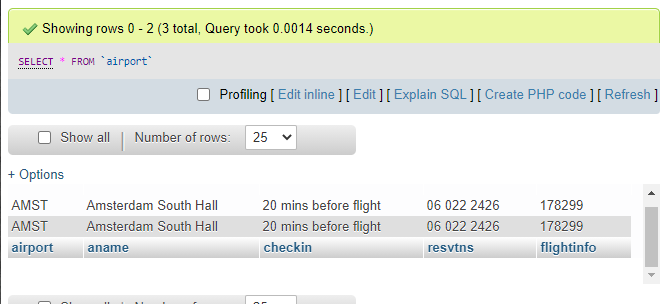 Showing rows 0 - 2 (3 total, Query took 0.0014 seconds.)
SELECT * FROM `airport`
Profiling [ Edit inline ] [ Edit ] [ Explain SQL ] [ Create PHP code ] [ Refresh ]
Show all Number of rows: 25
+ Options
AMST Amsterdam South Hall 20 mins before flight 06 022 2426 178299
AMST Amsterdam South Hall 20 mins before flight 06 022 2426 178299
airport aname checkin resvtns flightinfo